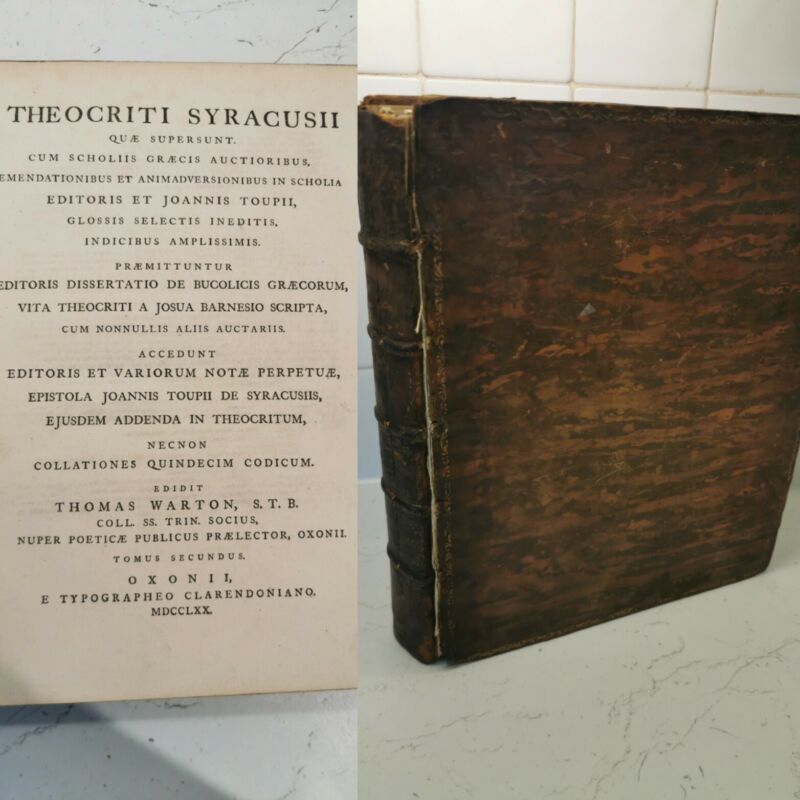 THEOCRITI SYRACUSII
QUÆ SUPERSUNT.
CUM SCHOLIIS GRÆCIS AUCTIORIBUS,
EMENDATIONIBUS ET ANIMADVERSIONIBUS IN SCHOLIA
EDITORIS ET JOANNIS TOUPII,
GLOSSIS SELECTIS INEDITIS,
INDICIBUS AMPLISSIMIS.
PRÆMITTUNTUR
EDITORIS DISSERTATIO DE BUCOLICIS GRÆCORUM,
VITA THEOCRITI A JOSUA BARNESIO SCRIPTA,
CUM NONNULLIS ALIIS AUCTARIIS.
ACCEDUNT
EDITORIS ET VARIORUM NOTÆ PERPETUÆ,
EPISTOLA JOANNIS TOUPII DE SYRACUSIIS,
EJUSDEM ADDENDA IN THEOCRITUM,
NECNON
COLLATIONES QUINDECIM CODICUM.
EDIDIT
THOMAS WARTON, S. T. B.
COLL. SS. TRIN. SOCIUS,
NUPER POETICÆ PUBLICUS PRÆLECTOR, OXONII.
TOMUS SECUNDUS.
OXONII,
E TYPOGRAPHEO CLARENDONIANO.
MDCCLXX.